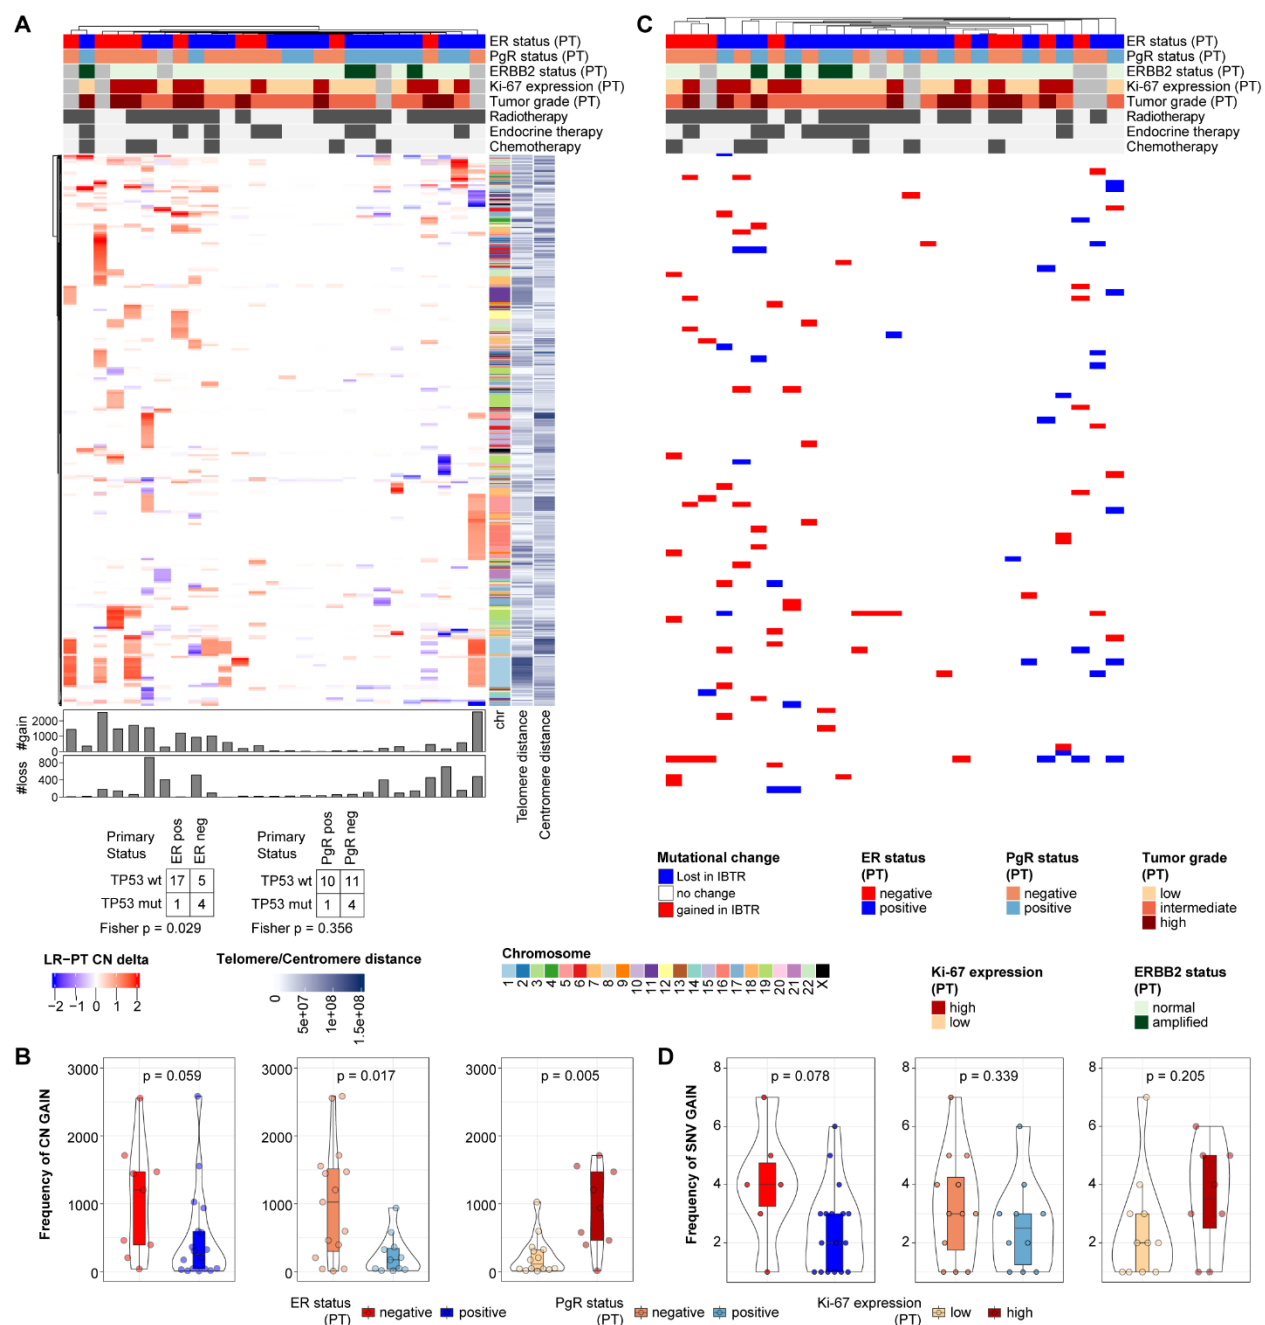 A
ER status (PT)
PgR status (PT)
ERBB2 status (PT)
Ki-67 expression (PT)
Tumor grade (PT)
Radiotherapy
Endocrine therapy
Chemotherapy
#gain
2000
1000
0
#loss
800
400
0
chr
Telomere distance
Centromere distance
Primary Status
ER pos
ER neg
TP53 wt 17 5
TP53 mut 1 4
Fisher p = 0.029
Primary Status
PgR pos
PgR neg
TP53 wt 10 11
TP53 mut 1 4
Fisher p = 0.356
LR−PT CN delta
−2 −1 0 1 2
Telomere/Centromere distance
0
5e+07
1e+08
1.5e+08
Chromosome
1 2 3 4 5 6 7 8 9 10 11 12 13 14 15 16 17 18 19 20 21 22 X
C
ER status (PT)
PgR status (PT)
ERBB2 status (PT)
Ki-67 expression (PT)
Tumor grade (PT)
Radiotherapy
Endocrine therapy
Chemotherapy
Mutational change
Lost in IBTR
no change
gained in IBTR
ER status
(PT)
negative
positive
PgR status
(PT)
negative
positive
Tumor grade
(PT)
low
intermediate
high
Ki-67 expression
(PT)
high
low
ERBB2 status
(PT)
normal
amplified
B
Frequency of CN GAIN
3000
2000
1000
0
p = 0.059
3000
2000
1000
0
p = 0.017
3000
2000
1000
0
p = 0.005
D
Frequency of SNV GAIN
8
6
4
2
p = 0.078
8
6
4
2
p = 0.339
8
6
4
2
p = 0.205
ER status
(PT)
negative
positive
PgR status
(PT)
negative
positive
Ki-67 expression
(PT)
low
high